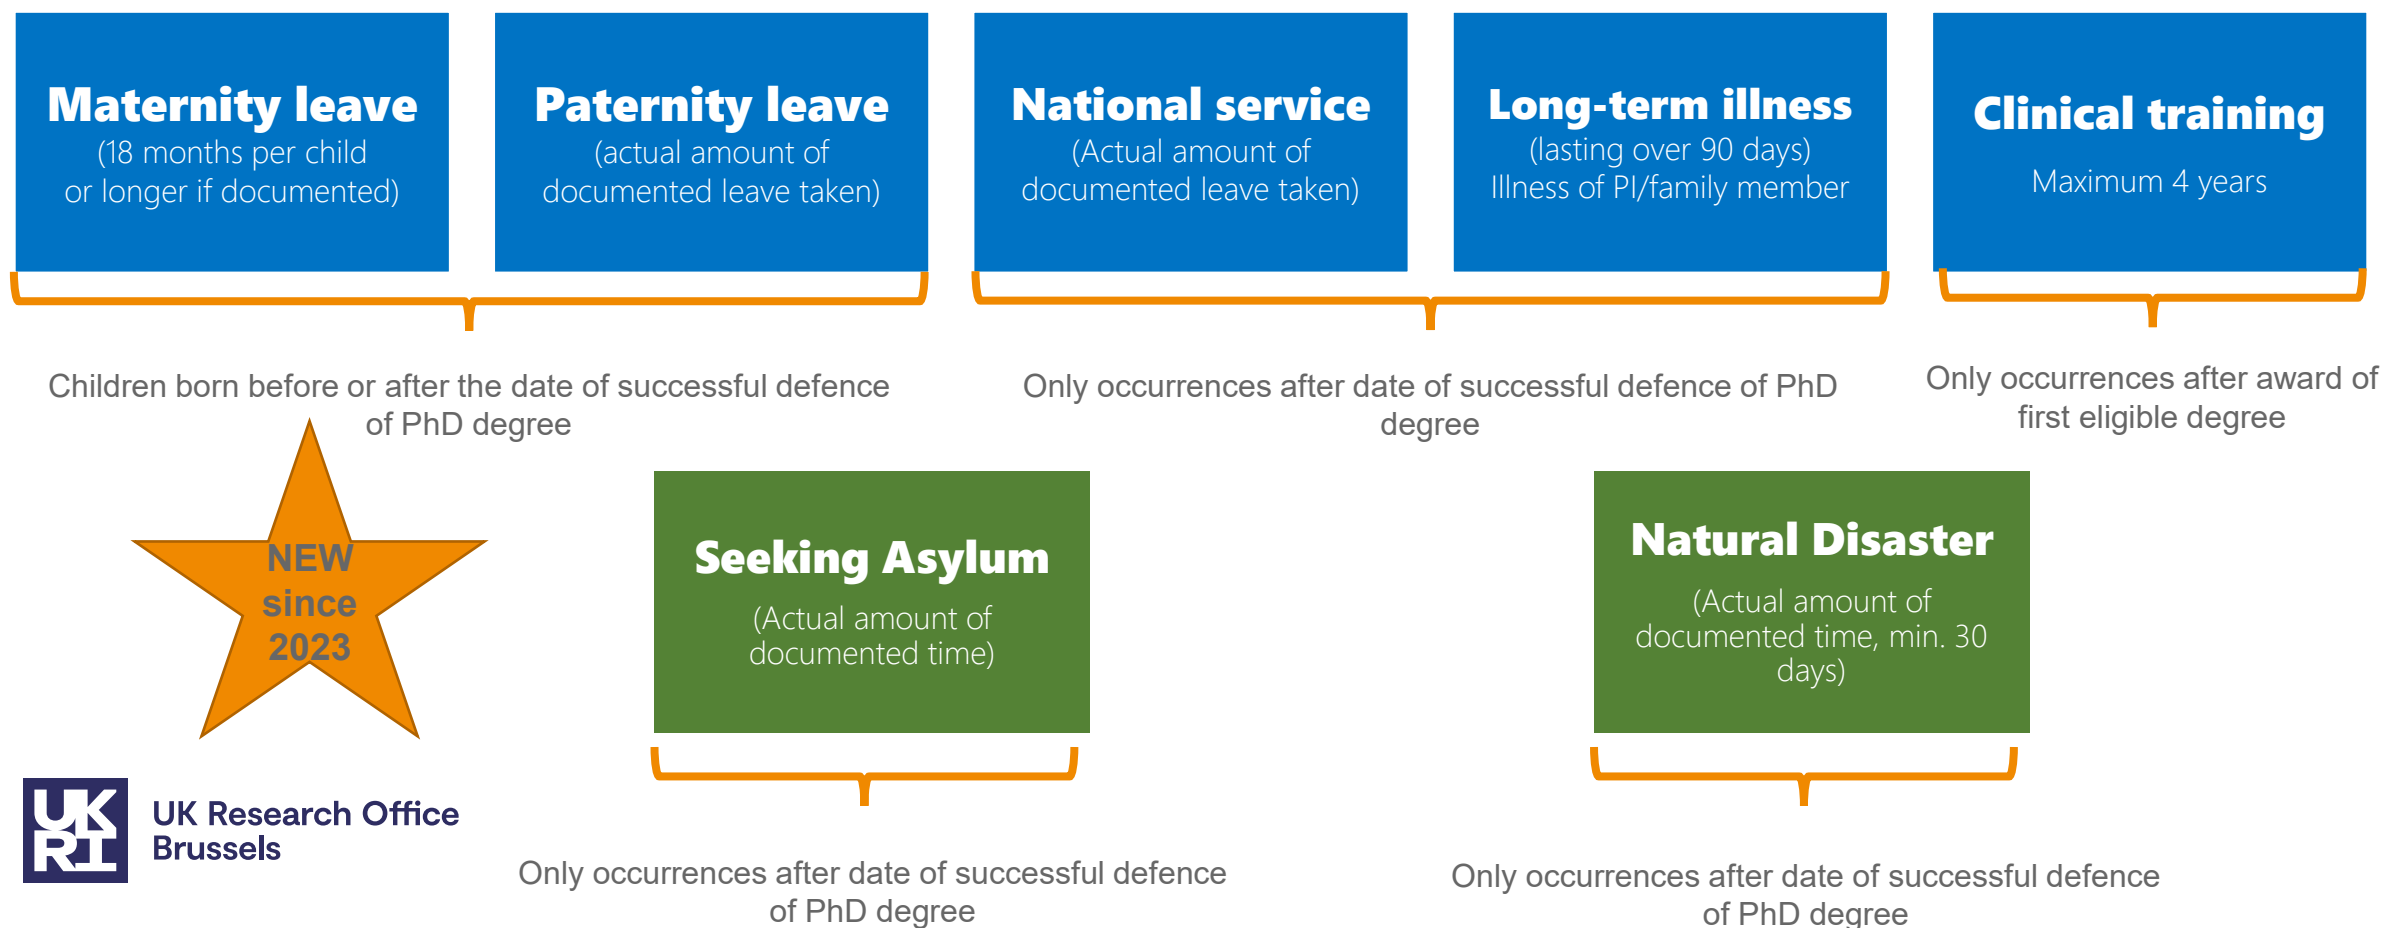 Maternity leave
(18 months per child
or longer if documented)
Paternity leave
(actual amount of
documented leave taken)
National service
(Actual amount of
documented leave taken)
Long-term illness
(lasting over 90 days)
Illness of PI/family member
Clinical training
Maximum 4 years
Children born before or after the date of successful defence
of PhD degree
Only occurrences after date of successful defence of PhD
degree
Only occurrences after award of
first eligible degree
NEW
since
2023
Seeking Asylum
(Actual amount of
documented time)
Natural Disaster
(Actual amount of
documented time, min. 30
days)
Only occurrences after date of successful defence
of PhD degree
Only occurrences after date of successful defence
of PhD degree
UK
RI
UK Research Office
Brussels